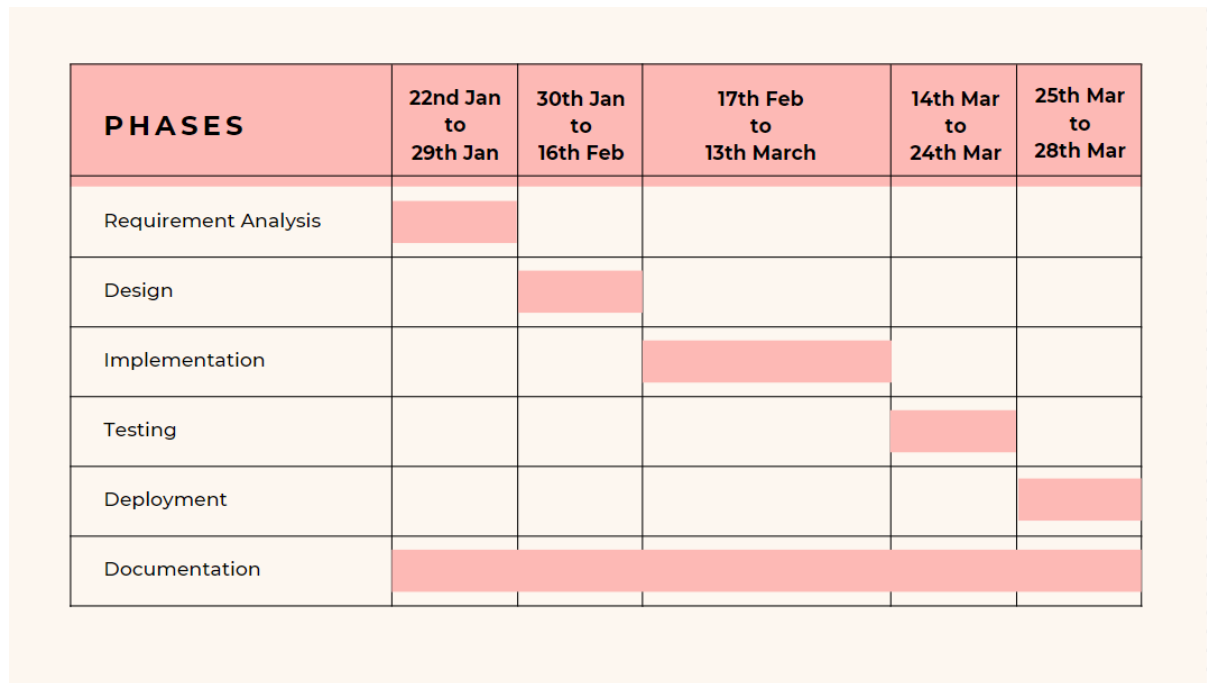 PHASES
22nd Jan
to
29th Jan
30th Jan
to
16th Feb
17th Feb
to
13th March
14th Mar
to
24th Mar
25th Mar
to
28th Mar
Requirement Analysis
Design
Implementation
Testing
Deployment
Documentation